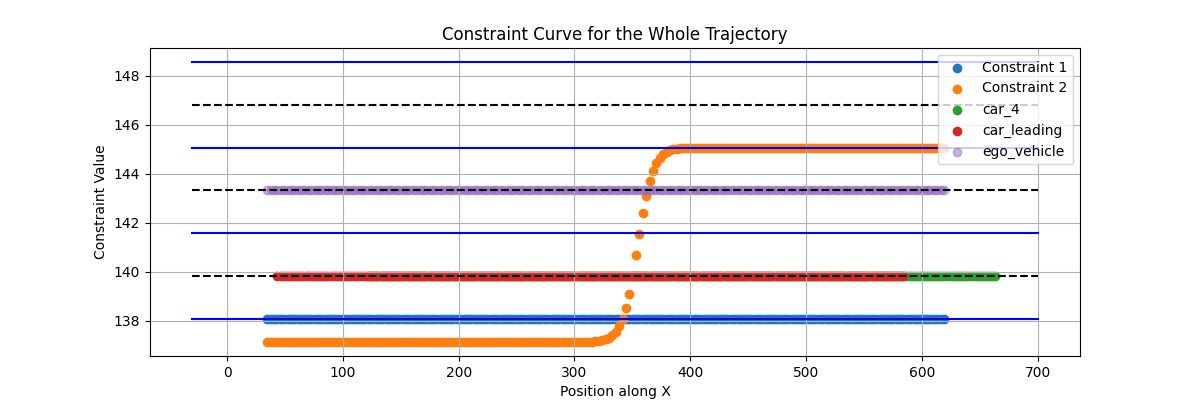 Constraint Curve for the Whole Trajectory
Constraint Value
148
146
144
142
140
138
Constraint 1
Constraint 2
car_4
car_leading
ego_vehicle
0
100
200
300
400
500
600
700
Position along X